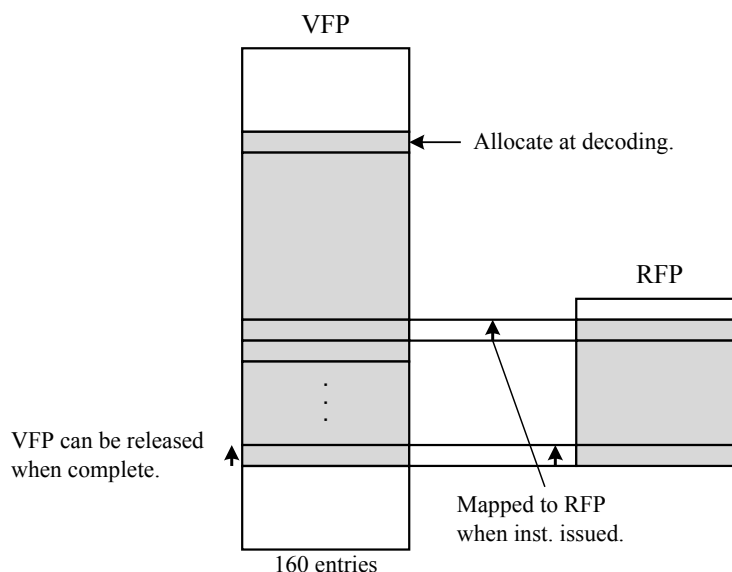 VFP
Allocate at decoding.
RFP
.
.
.
VFP can be released
when complete.
Mapped to RFP
when inst. issued.
160 entries